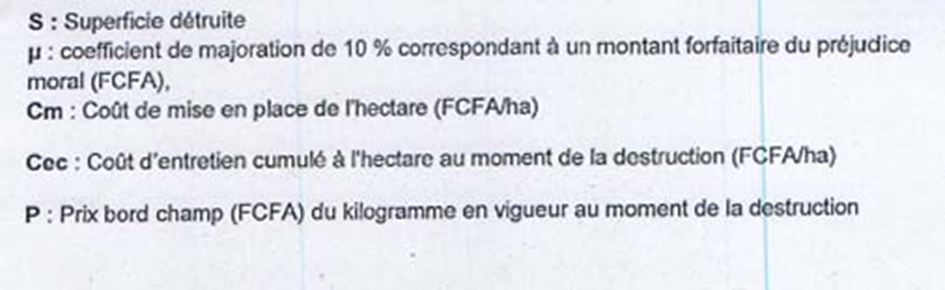 S : Superficie détruite
µ : coefficient de majoration de 10 % correspondant à un montant forfaitaire du préjudice
moral (FCFA),
Cm : Coût de mise en place de l'hectare (FCFA/ha)
Cec : Coût d'entretien cumulé à l'hectare au moment de la destruction (FCFA/ha)
P : Prix bord champ (FCFA) du kilogramme en vigueur au moment de la destruction